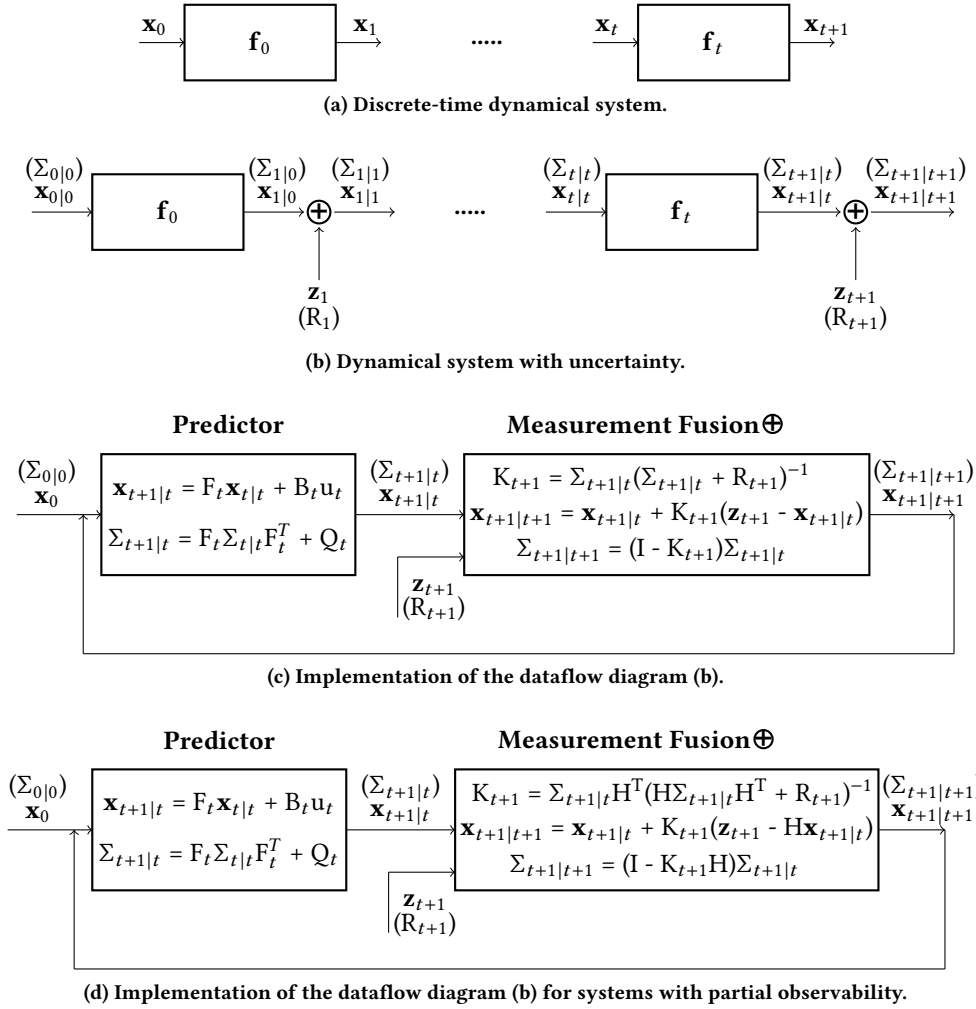 x₀ f₀ x₁ ..... xₜ fₜ xₜ₊₁
(a) Discrete-time dynamical system.
(Σ₀|₀) (Σ₁|₀) (Σ₁|₁) (Σₜ|ₜ) (Σₜ₊₁|ₜ) (Σₜ₊₁|ₜ₊₁)
x₀|₀ f₀ x₁|₀ ⊕ x₁|₁ ..... xₜ|ₜ fₜ xₜ₊₁|ₜ ⊕ xₜ₊₁|ₜ₊₁
z₁ zₜ₊₁
(R₁) (Rₜ₊₁)
(b) Dynamical system with uncertainty.
Predictor Measurement Fusion⊕
(Σ₀|₀) (Σₜ₊₁|ₜ) (Σₜ₊₁|ₜ₊₁)
x₀ xₜ₊₁|ₜ xₜ₊₁|ₜ₊₁
xₜ₊₁|ₜ = Fₜxₜ|ₜ + Bₜuₜ
Σₜ₊₁|ₜ = FₜΣₜ|ₜFₜᵀ + Qₜ
Kₜ₊₁ = Σₜ₊₁|ₜ(Σₜ₊₁|ₜ + Rₜ₊₁)⁻¹
xₜ₊₁|ₜ₊₁ = xₜ₊₁|ₜ + Kₜ₊₁(zₜ₊₁ - xₜ₊₁|ₜ)
Σₜ₊₁|ₜ₊₁ = (I - Kₜ₊₁)Σₜ₊₁|ₜ
zₜ₊₁
(Rₜ₊₁)
(c) Implementation of the dataflow diagram (b).
Predictor Measurement Fusion⊕
(Σ₀|₀) (Σₜ₊₁|ₜ) (Σₜ₊₁|ₜ₊₁)
x₀ xₜ₊₁|ₜ xₜ₊₁|ₜ₊₁
xₜ₊₁|ₜ = Fₜxₜ|ₜ + Bₜuₜ
Σₜ₊₁|ₜ = FₜΣₜ|ₜFₜᵀ + Qₜ
Kₜ₊₁ = Σₜ₊₁|ₜHᵀ(HΣₜ₊₁|ₜHᵀ + Rₜ₊₁)⁻¹
xₜ₊₁|ₜ₊₁ = xₜ₊₁|ₜ + Kₜ₊₁(zₜ₊₁ - Hxₜ₊₁|ₜ)
Σₜ₊₁|ₜ₊₁ = (I - Kₜ₊₁H)Σₜ₊₁|ₜ
zₜ₊₁
(Rₜ₊₁)
(d) Implementation of the dataflow diagram (b) for systems with partial observability.